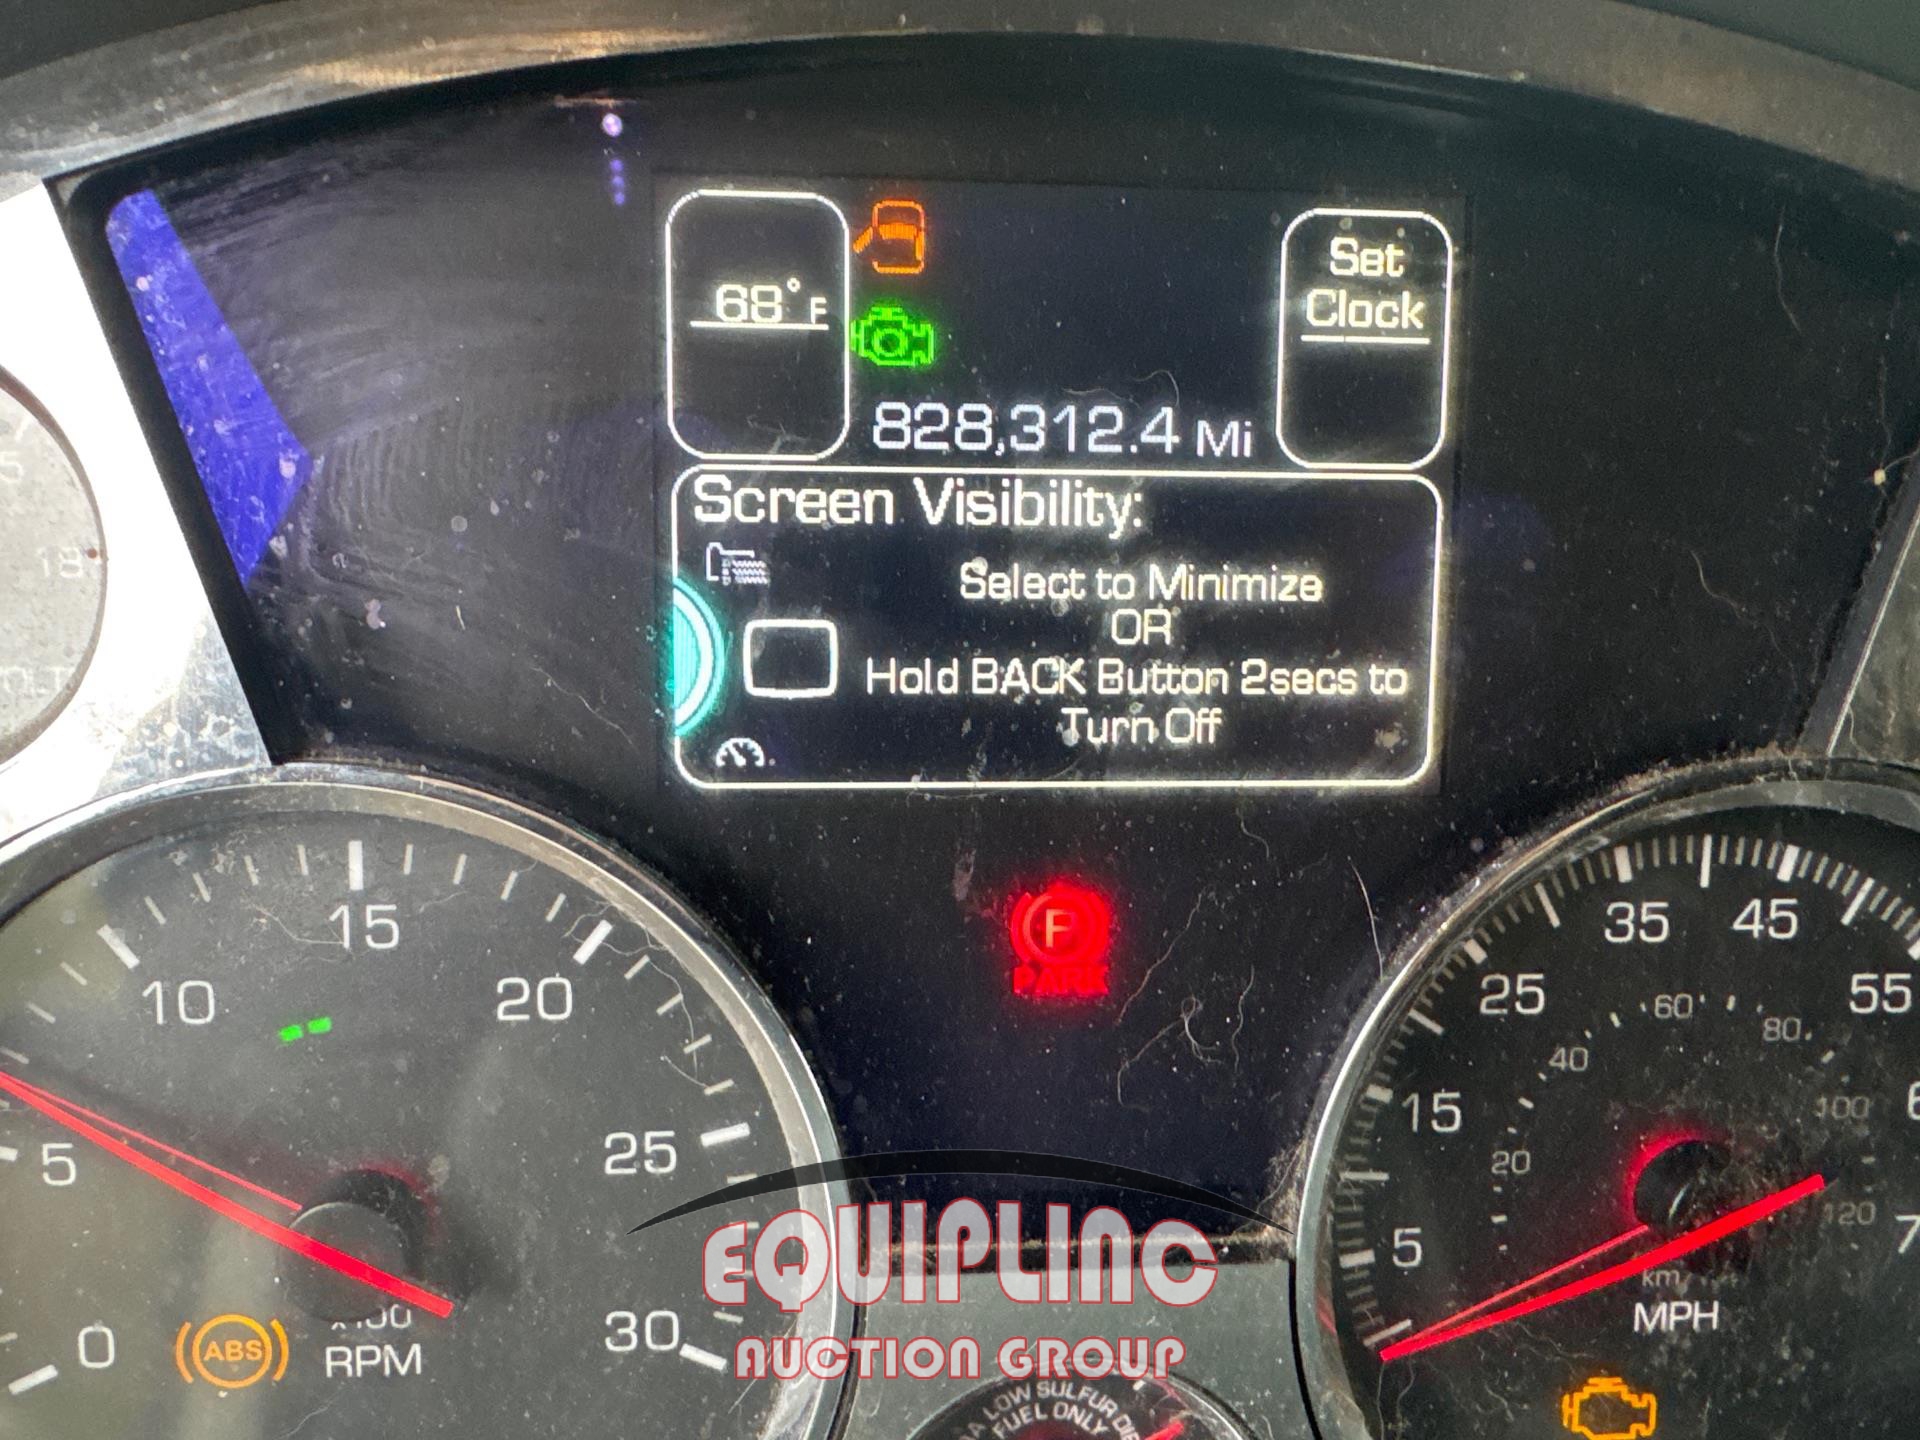 68°F
Set
Clock
828,312.4 Mi
Screen Visibility:
Select to Minimize
OR
Hold BACK Button 2secs to
Turn Off
P
PARK
5
18
0
5
10
15
20
25
30
RPM
ABS
5
15
25
35
45
55
20
40
60
80
100
120
MPH
EQUIPLINC
AUCTION GROUP
LOW SULFUR
FUEL ONLY